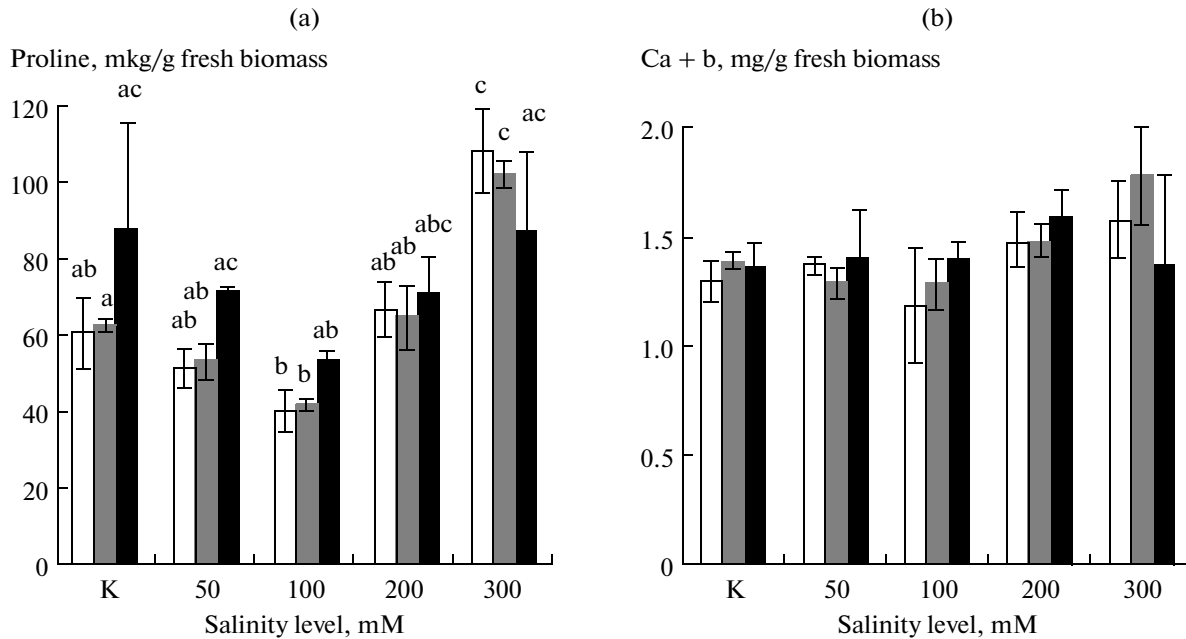 (a)
Proline, mkg/g fresh biomass
120
100
80
60
40
20
0
ab
a
ac
ab
ab
ac
b
b
ab
ab
ab
abc
c
c
ac
K
50
100
200
300
Salinity level, mM
(b)
Ca + b, mg/g fresh biomass
2.0
1.5
1.0
0.5
0
K
50
100
200
300
Salinity level, mM